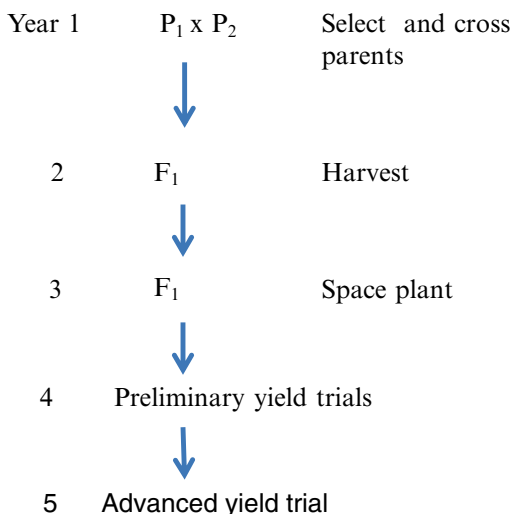 Year 1 P₁ x P₂ Select and cross
parents
2 F₁ Harvest
3 F₁ Space plant
4 Preliminary yield trials
5 Advanced yield trial